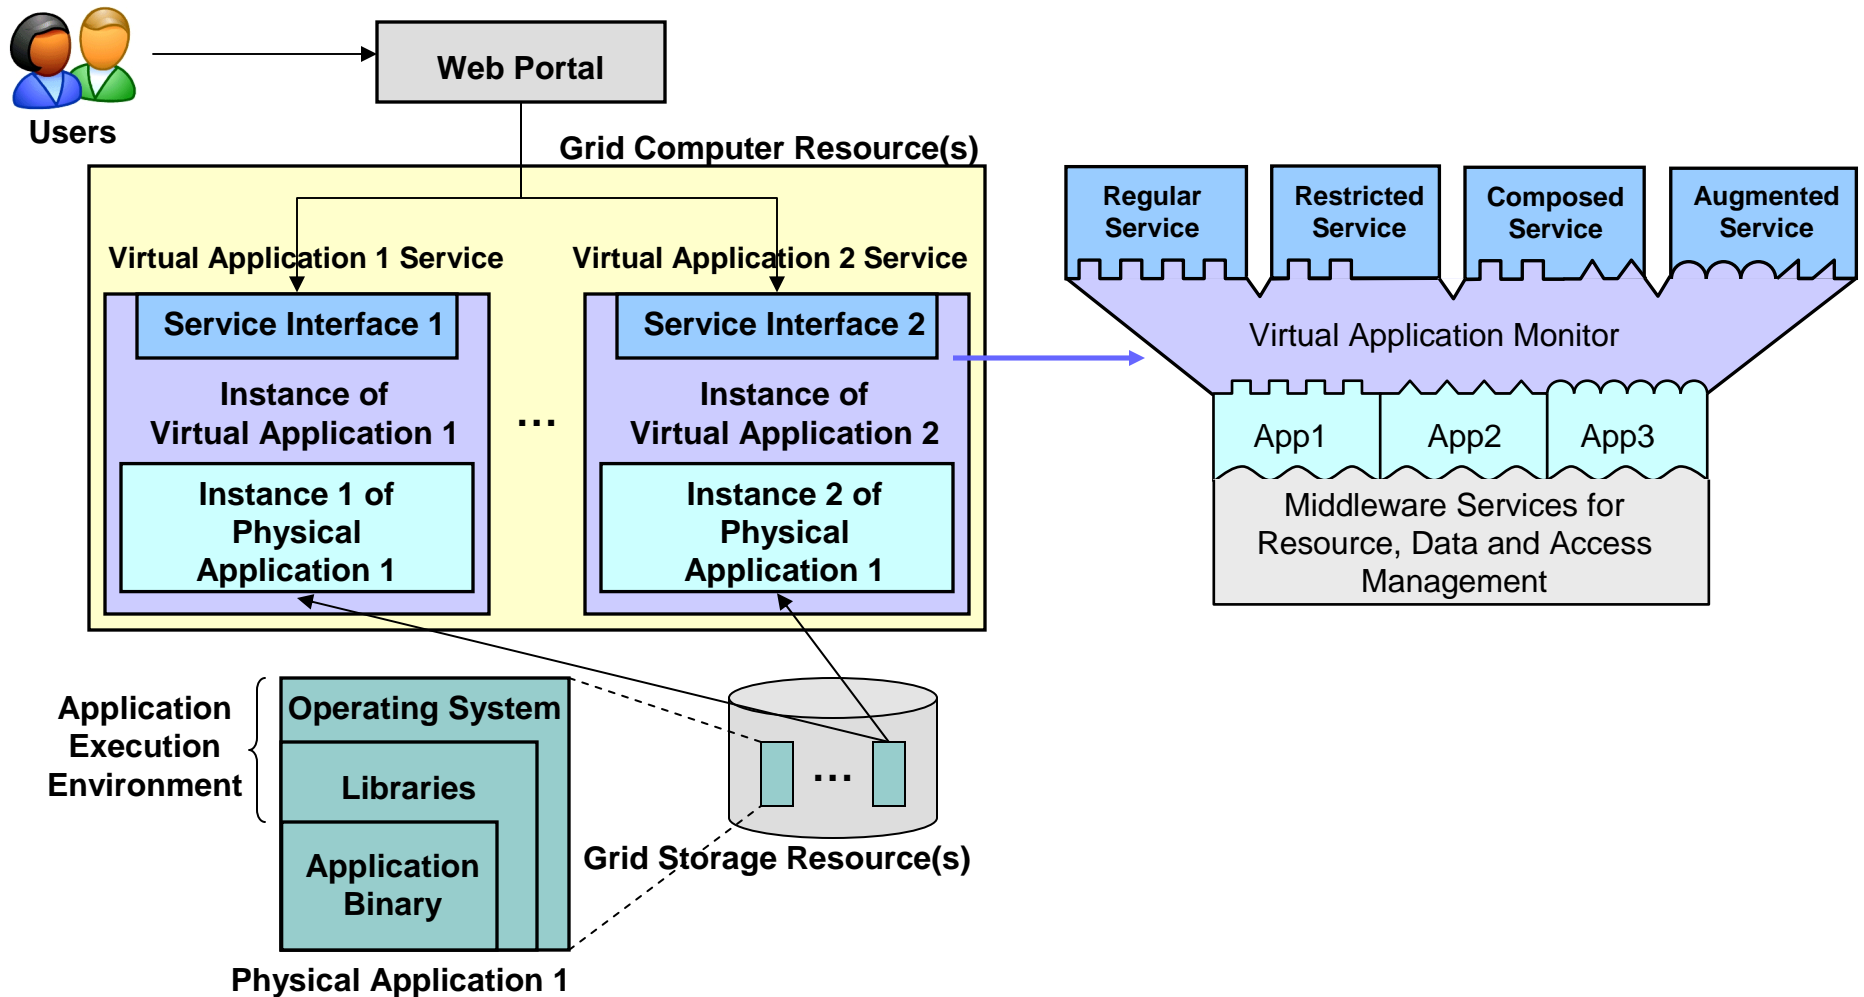 Users
Web Portal
Grid Computer Resource(s)
Virtual Application 1 Service
Virtual Application 2 Service
Service Interface 1
Instance of
Virtual Application 1
Instance 1 of
Physical
Application 1
...
Service Interface 2
Instance of
Virtual Application 2
Instance 2 of
Physical
Application 1
Regular
Service
Restricted
Service
Composed
Service
Augmented
Service
Virtual Application Monitor
App1
App2
App3
Middleware Services for
Resource, Data and Access
Management
Application
Execution
Environment
Operating System
Libraries
Application
Binary
Physical Application 1
...
Grid Storage Resource(s)